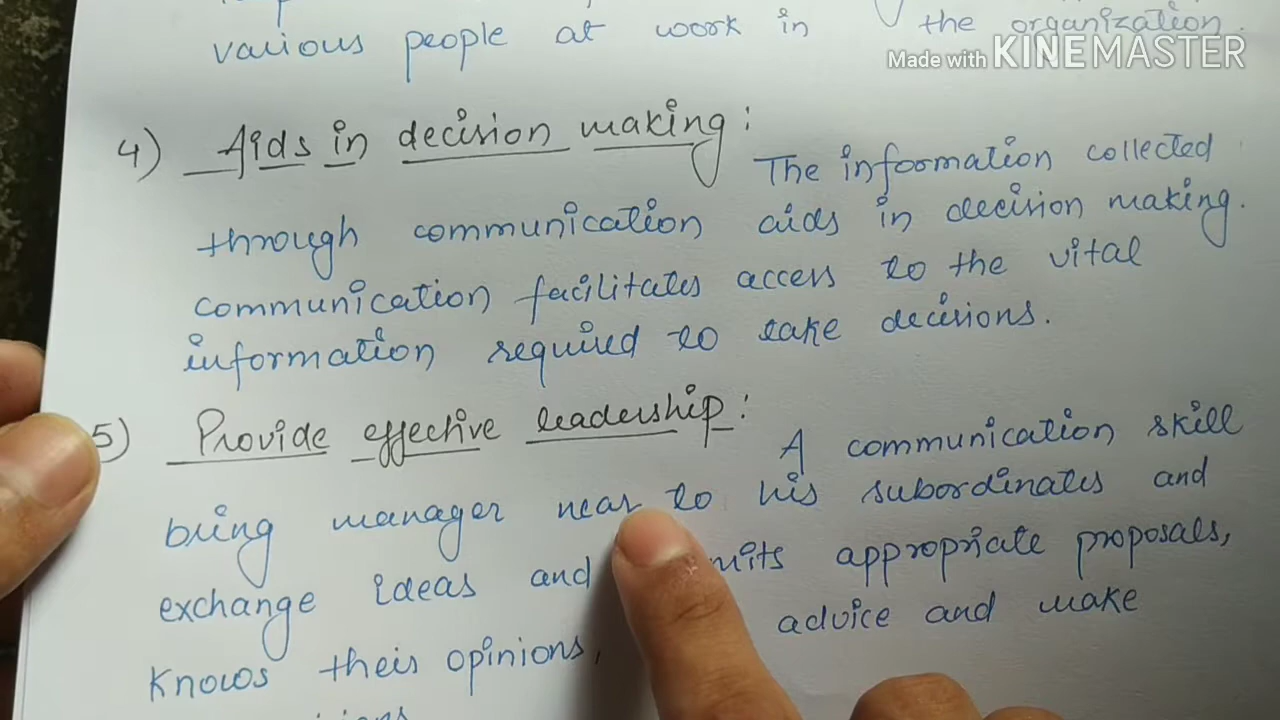 various people at work in the organization.
Made with KINEMASTER
4) Aids in decision making:
The information collected
through communication aids in decision making.
communication facilitates access to the vital
information required to take decisions.
5) Provide effective leadership:
A communication skill
bring manager near to his subordinates and
exchange ideas and appropriate proposals,
knows their opinions, advice and make